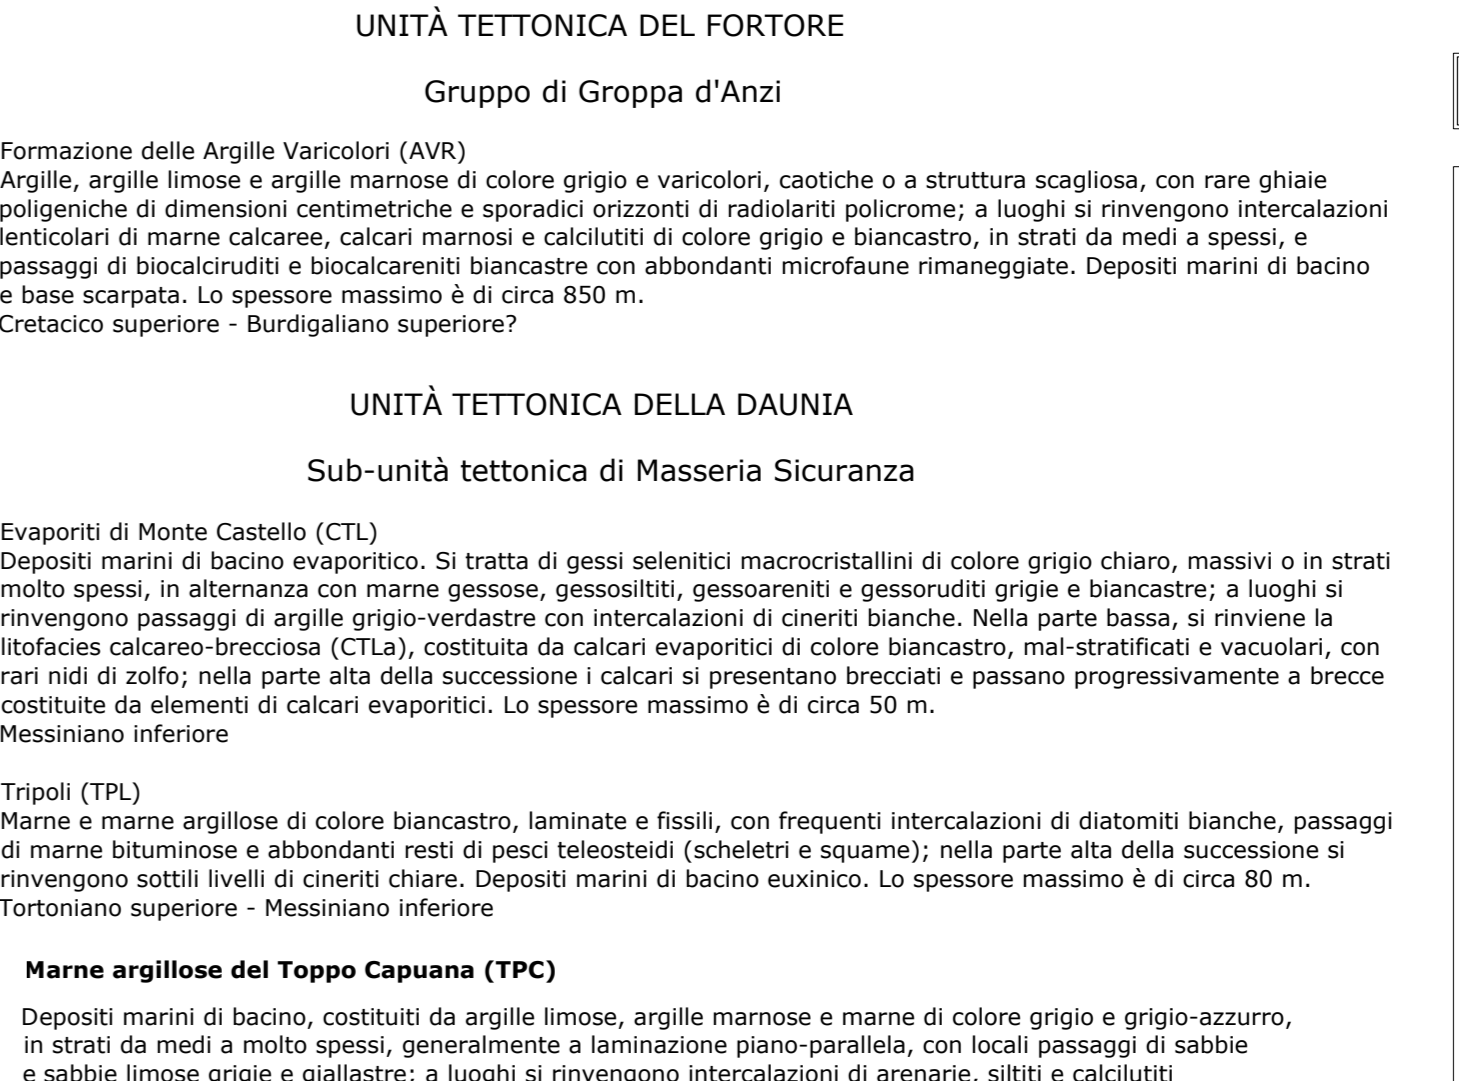 UNITÀ TETTONICA DEL FORTORE
Gruppo di Groppa d'Anzi
Formazione delle Argille Varicolori (AVR)
Argille, argille limose e argille marnose di colore grigio e varicolori, caotiche o a struttura scagliosa, con rare ghiaie
poligeniche di dimensioni centimetriche e sporadici orizzonti di radiolariti policrome; a luoghi si rinvengono intercalazioni
lenticolari di marne calcaree, calcari marnosi e calcilutiti di colore grigio e biancastro, in strati da medi a spessi, e
passaggi di biocalciruditi e biocalcareniti biancastre con abbondanti microfaune rimaneggiate. Depositi marini di bacino
e base scarpata. Lo spessore massimo è di circa 850 m.
Cretacico superiore - Burdigaliano superiore?
UNITÀ TETTONICA DELLA DAUNIA
Sub-unità tettonica di Masseria Sicuranza
Evaporiti di Monte Castello (CTL)
Depositi marini di bacino evaporitico. Si tratta di gessi selenitici macrocristallini di colore grigio chiaro, massivi o in strati
molto spessi, in alternanza con marne gessose, gessosiltiti, gessoareniti e gessoruditi grigie e biancastre; a luoghi si
rinvengono passaggi di argille grigio-verdastre con intercalazioni di cineriti bianche. Nella parte bassa, si rinviene la
litofacies calcareo-brecciosa (CTLa), costituita da calcari evaporitici di colore biancastro, mal-stratificati e vacuolari, con
rari nidi di zolfo; nella parte alta della successione i calcari si presentano brecciati e passano progressivamente a brecce
costituite da elementi di calcari evaporitici. Lo spessore massimo è di circa 50 m.
Messiniano inferiore
Tripoli (TPL)
Marne e marne argillose di colore biancastro, laminate e fissili, con frequenti intercalazioni di diatomiti bianche, passaggi
di marne bituminose e abbondanti resti di pesci teleosteidi (scheletri e squame); nella parte alta della successione si
rinvengono sottili livelli di cineriti chiare. Depositi marini di bacino euxinico. Lo spessore massimo è di circa 80 m.
Tortoniano superiore - Messiniano inferiore
Marne argillose del Toppo Capuana (TPC)
Depositi marini di bacino, costituiti da argille limose, argille marnose e marne di colore grigio e grigio-azzurro,
in strati da medi a molto spessi, generalmente a laminazione piano-parallela, con locali passaggi di sabbie
e sabbie limose grigie e giallastre; a luoghi si rinvengono intercalazioni di arenarie, siltiti e calcilutiti